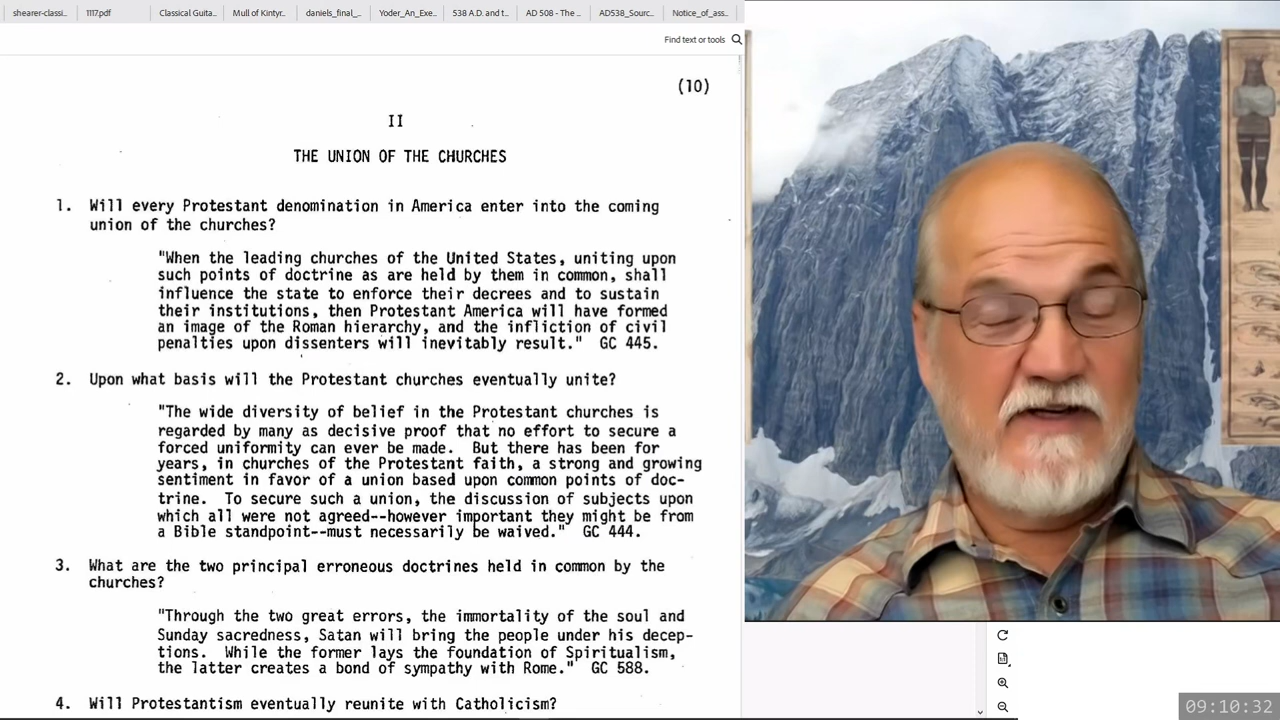 shearer-classi...
1117.pdf
Classical Guita...
Mull of Kintyr...
daniels_final_...
Yoder_An_Exe...
538 A.D. and t...
AD 508 - The ...
AD538_Sourc...
Notice_of_ass...
Find text or tools
(10)
II
THE UNION OF THE CHURCHES
1. Will every Protestant denomination in America enter into the coming
union of the churches?
"When the leading churches of the United States, uniting upon
such points of doctrine as are held by them in common, shall
influence the state to enforce their decrees and to sustain
their institutions, then Protestant America will have formed
an image of the Roman hierarchy, and the infliction of civil
penalties upon dissenters will inevitably result." GC 445.
2. Upon what basis will the Protestant churches eventually unite?
"The wide diversity of belief in the Protestant churches is
regarded by many as decisive proof that no effort to secure a
forced uniformity can ever be made. But there has been for
years, in churches of the Protestant faith, a strong and growing
sentiment in favor of a union based upon common points of doc-
trine. To secure such a union, the discussion of subjects upon
which all were not agreed--however important they might be from
a Bible standpoint--must necessarily be waived." GC 444.
3. What are the two principal erroneous doctrines held in common by the
churches?
"Through the two great errors, the immortality of the soul and
Sunday sacredness, Satan will bring the people under his decep-
tions. While the former lays the foundation of Spiritualism,
the latter creates a bond of sympathy with Rome." GC 588.
4. Will Protestantism eventually reunite with Catholicism?
09:10:32